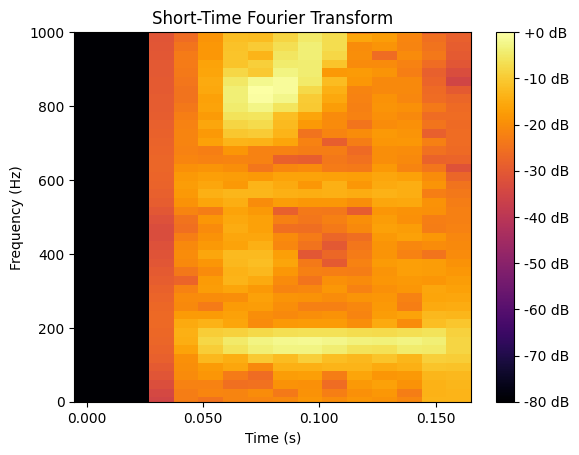 Short-Time Fourier Transform
Frequency (Hz)
1000
800
600
400
200
0
0.000
0.050
0.100
0.150
Time (s)
+0 dB
-10 dB
-20 dB
-30 dB
-40 dB
-50 dB
-60 dB
-70 dB
-80 dB